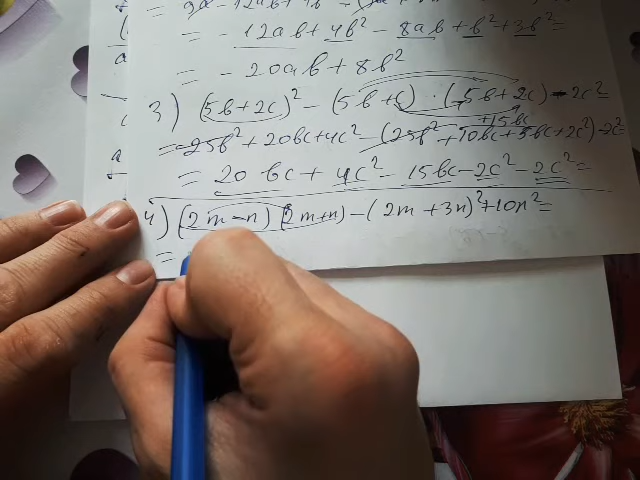 - 12ab + 4b² - 8ab + b² + 3b² =
= - 20ab + 8b²
3) (5b + 2c)² - (5b + c) · (5b + 2c) - 2c² =
+15bc
= 25b² + 20bc + 4c² - (25b² + 10bc + 5bc + 2c²) - 2c² =
= 20bc + 4c² - 15bc - 2c² - 2c² =
4) (2m - n) (2m + n) - (2m + 3n)² + 10n² =
=